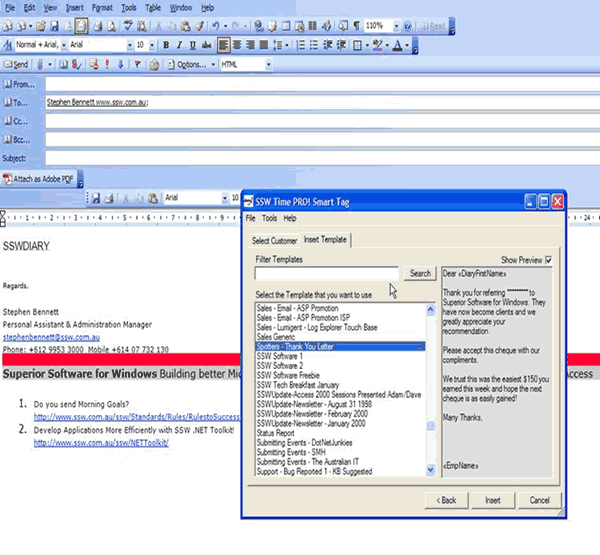 File Edit View Insert Format Tools Table Window Help
110% Read
Normal + Arial, Arial 10 B I U
Send Options... HTML
From...
To... Stephen Bennett www.ssw.com.au;
Cc...
Bcc...
Subject:
Attach as Adobe PDF
Arial 10
SSWDIARY
Regards,
Stephen Bennett
Personal Assistant & Administration Manager
stephenbennett@ssw.com.au
Phone: +612 9953 3000 Mobile +614 07 732 130
Superior Software for Windows Building better Mic
Access
1. Do you send Morning Goals?
http://www.ssw.com.au/ssw/Standards/Rules/RulestoSuccess
2. Develop Applications More Efficiently with SSW .NET Toolkit!
http://www.ssw.com.au/ssw/NETToolkit/
SSW Time PRO! Smart Tag
File Tools Help
Select Customer Insert Template
Filter Templates
Show Preview
Search
Select the Template that you want to use
Sales - Email - ASP Promotion
Sales - Email - ASP Promotion ISP
Sales - Lumigent - Log Explorer Touch Base
Sales Generic
Spotters - Thank You Letter
SSW Software 1
SSW Software 2
SSW Software Freebie
SSW Tech Breakfast January
SSWUpdate-Access 2000 Sessions Presented Adam/Dave
SSWUpdate-Newsletter - August 31 1998
SSWUpdate-Newsletter - February 2000
SSWUpdate-Newsletter - January 2000
Status Report
Submitting Events - DotNetJunkies
Submitting Events - SMH
Submitting Events - The Australian IT
Support - Bug Reported 1 - KB Suggested
Dear <DiaryFirstName>
Thank you for referring ******** to
Superior Software for Windows. They
have now become clients and we
greatly appreciate your
recommendation.
Please accept this cheque with our
compliments.
We trust this was the easiest $150 you
earned this week and hope the next
cheque is as easily gained!
Many Thanks,
<EmpName>
< Back Insert Cancel